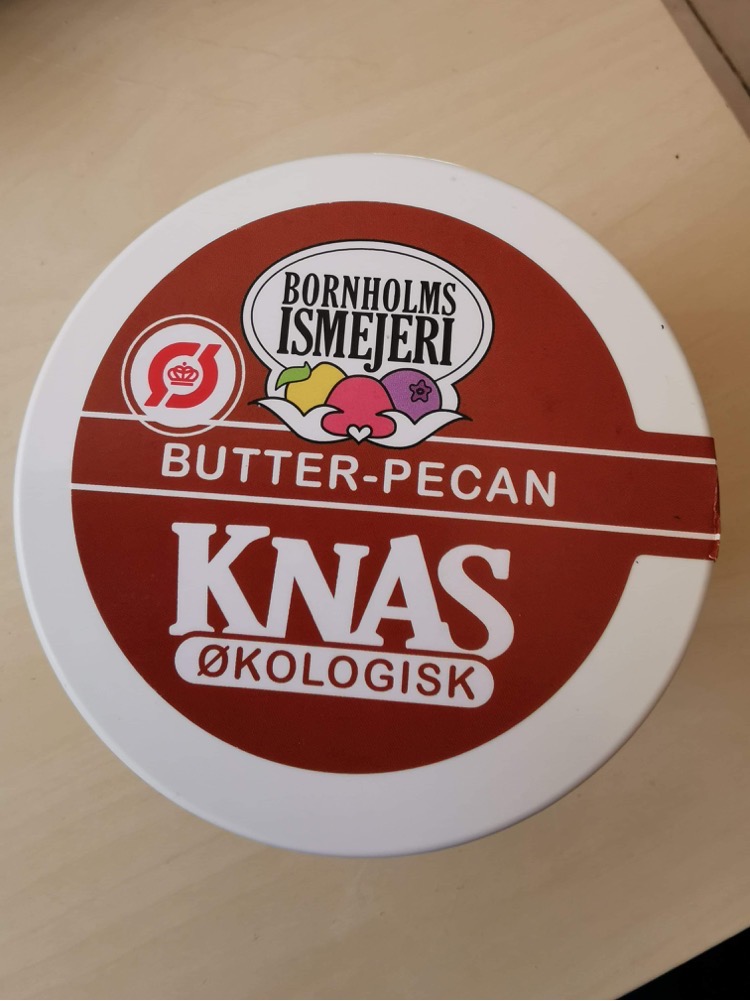 BORNHOLMS
ISMEJERI
BUTTER-PECAN
KNAS
ØKOLOGISK